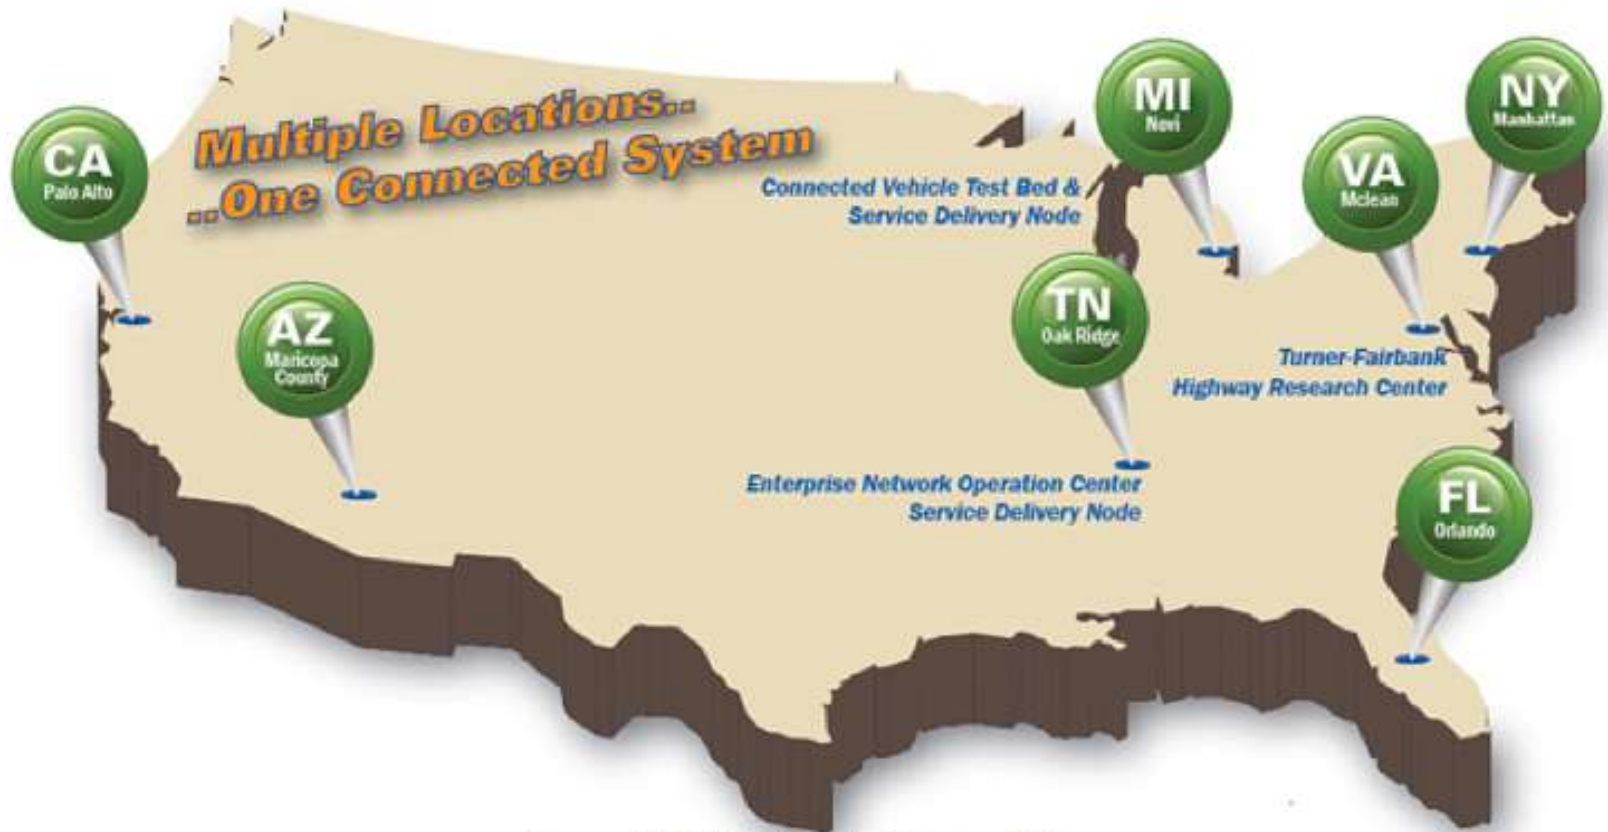 Multiple Locations..
..One Connected System
CA
Palo Alto
AZ
Maricopa
County
MI
Novi
Connected Vehicle Test Bed &
Service Delivery Node
NY
Manhattan
VA
Mclean
Turner-Fairbank
Highway Research Center
TN
Oak Ridge
Enterprise Network Operation Center
Service Delivery Node
FL
Orlando